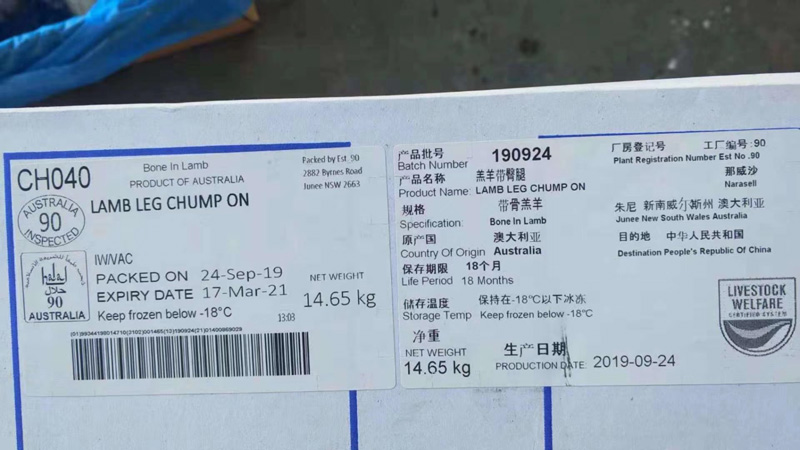 CH040
Bone In Lamb
PRODUCT OF AUSTRALIA
Packed by Est. 90
2882 Byrnes Road
Junee NSW 2663
LAMB LEG CHUMP ON
AUSTRALIA
90
INSPECTED
IW/VAC
PACKED ON 24-Sep-19
EXPIRY DATE 17-Mar-21
Keep frozen below -18°C
13:03
NET WEIGHT
14.65 kg
halal
حلال
90
AUSTRALIA
产品批号
Batch Number
190924
产品名称 羔羊带臀腿
Product Name: LAMB LEG CHUMP ON
规格 带骨羔羊
Specification: Bone In Lamb
原产国 澳大利亚
Country Of Origin Australia
保存期限 18个月
Life Period 18 Months
储存温度 保持在-18℃以下冰冻
Storage Temp Keep frozen below -18℃
净重
NET WEIGHT
14.65 kg
生产日期
PRODUCTION DATE 2019-09-24
厂房登记号 工厂编号:90
Plant Registration Number Est No .90
那威沙
Narasell
朱尼 新南威尔斯州 澳大利亚
Junee New South Wales Australia
目的地 中华人民共和国
Destination People's Republic Of China
LIVESTOCK
WELFARE
CERTIFIED SYSTEM